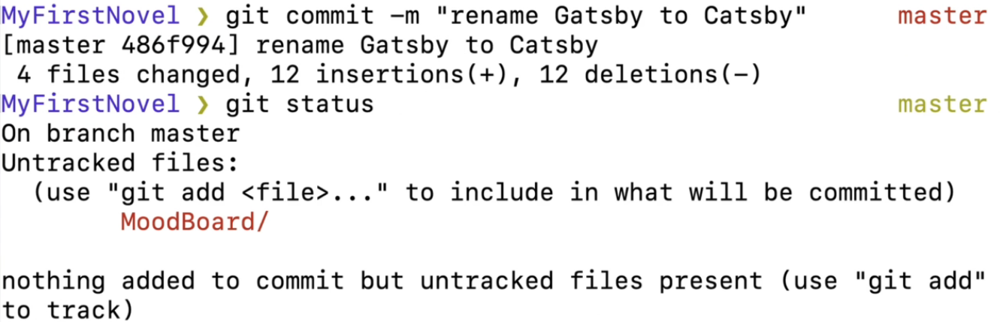 MyFirstNovel ❯ git commit -m "rename Gatsby to Catsby" master
[master 486f994] rename Gatsby to Catsby
4 files changed, 12 insertions(+), 12 deletions(-)
MyFirstNovel ❯ git status master
On branch master
Untracked files:
(use "git add <file>..." to include in what will be committed)
MoodBoard/
nothing added to commit but untracked files present (use "git add"
to track)